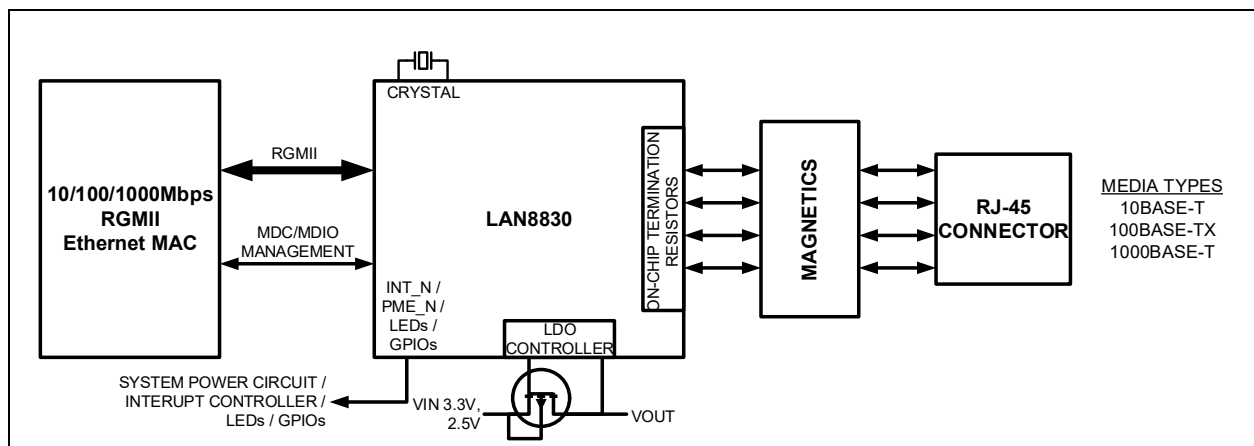 CRYSTAL
RGMII
10/100/1000Mbps
RGMII
Ethernet MAC
MDC/MDIO
MANAGEMENT
LAN8830
ON-CHIP TERMINATION
RESISTORS
MAGNETICS
RJ-45
CONNECTOR
MEDIA TYPES
10BASE-T
100BASE-TX
1000BASE-T
INT_N /
PME_N /
LEDs /
GPIOs
LDO
CONTROLLER
SYSTEM POWER CIRCUIT /
INTERUPT CONTROLLER /
LEDs / GPIOs
VIN 3.3V,
2.5V
VOUT